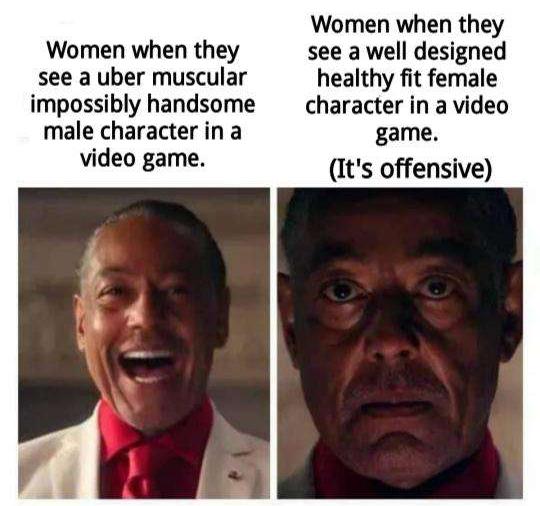 Women when they
see a uber muscular
impossibly handsome
male character in a
video game.
Women when they
see a well designed
healthy fit female
character in a video
game.
(It's offensive)